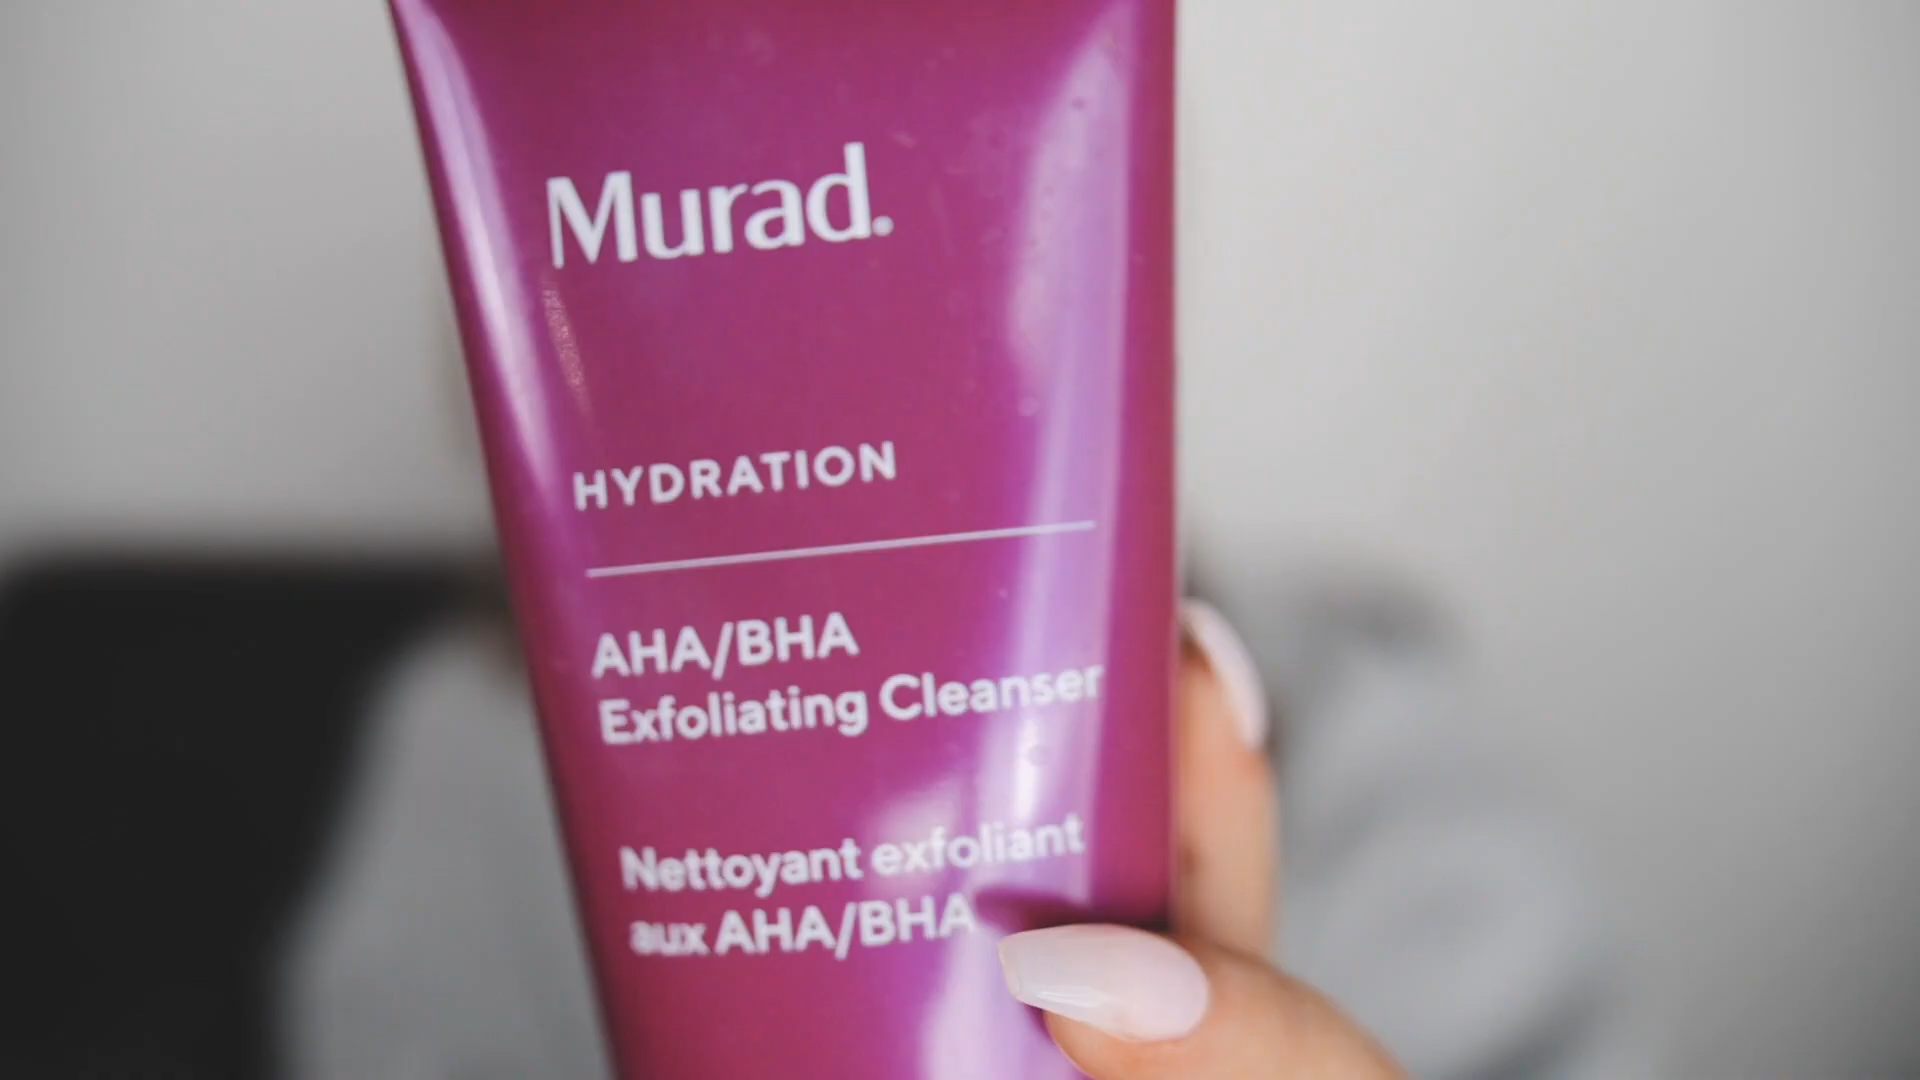 Murad.
HYDRATION
AHA/BHA
Exfoliating Cleanser
Nettoyant exfoliant
aux AHA/BHA